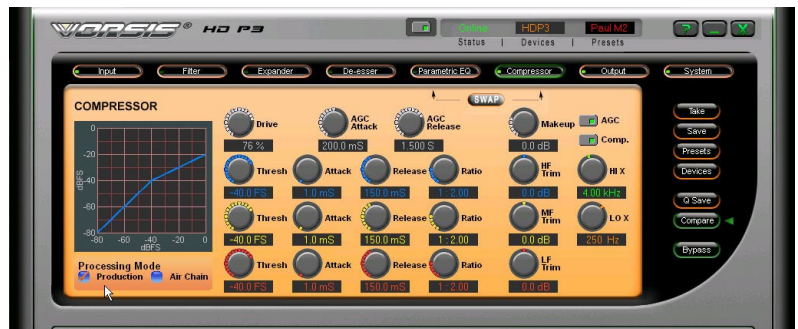 VORSIS® HD P3
Online HDP3 Paul M2
Status | Devices | Presets
? _ X
Input Filter Expander De-esser Parametric EQ Compressor Output System
SWAP
COMPRESSOR
Drive AGC Attack AGC Release Makeup AGC
76 % 200.0 mS 1.500 S 0.0 dB Comp.
Thresh Attack Release Ratio HF Trim HI X
-40.0 FS 1.0 mS 150.0 mS 1 : 2.00 0.0 dB 4.00 kHz
Thresh Attack Release Ratio MF Trim LO X
-40.0 FS 1.0 mS 150.0 mS 1 : 2.00 0.0 dB 250 Hz
Thresh Attack Release Ratio LF Trim
-40.0 FS 1.0 mS 150.0 mS 1 : 2.00 0.0 dB
0
-20
-40
-60
-80
dBFS
-80 -60 -40 -20 0
dBFS
Processing Mode
Production Air Chain
Take
Save
Presets
Devices
Q Save
Compare
Bypass